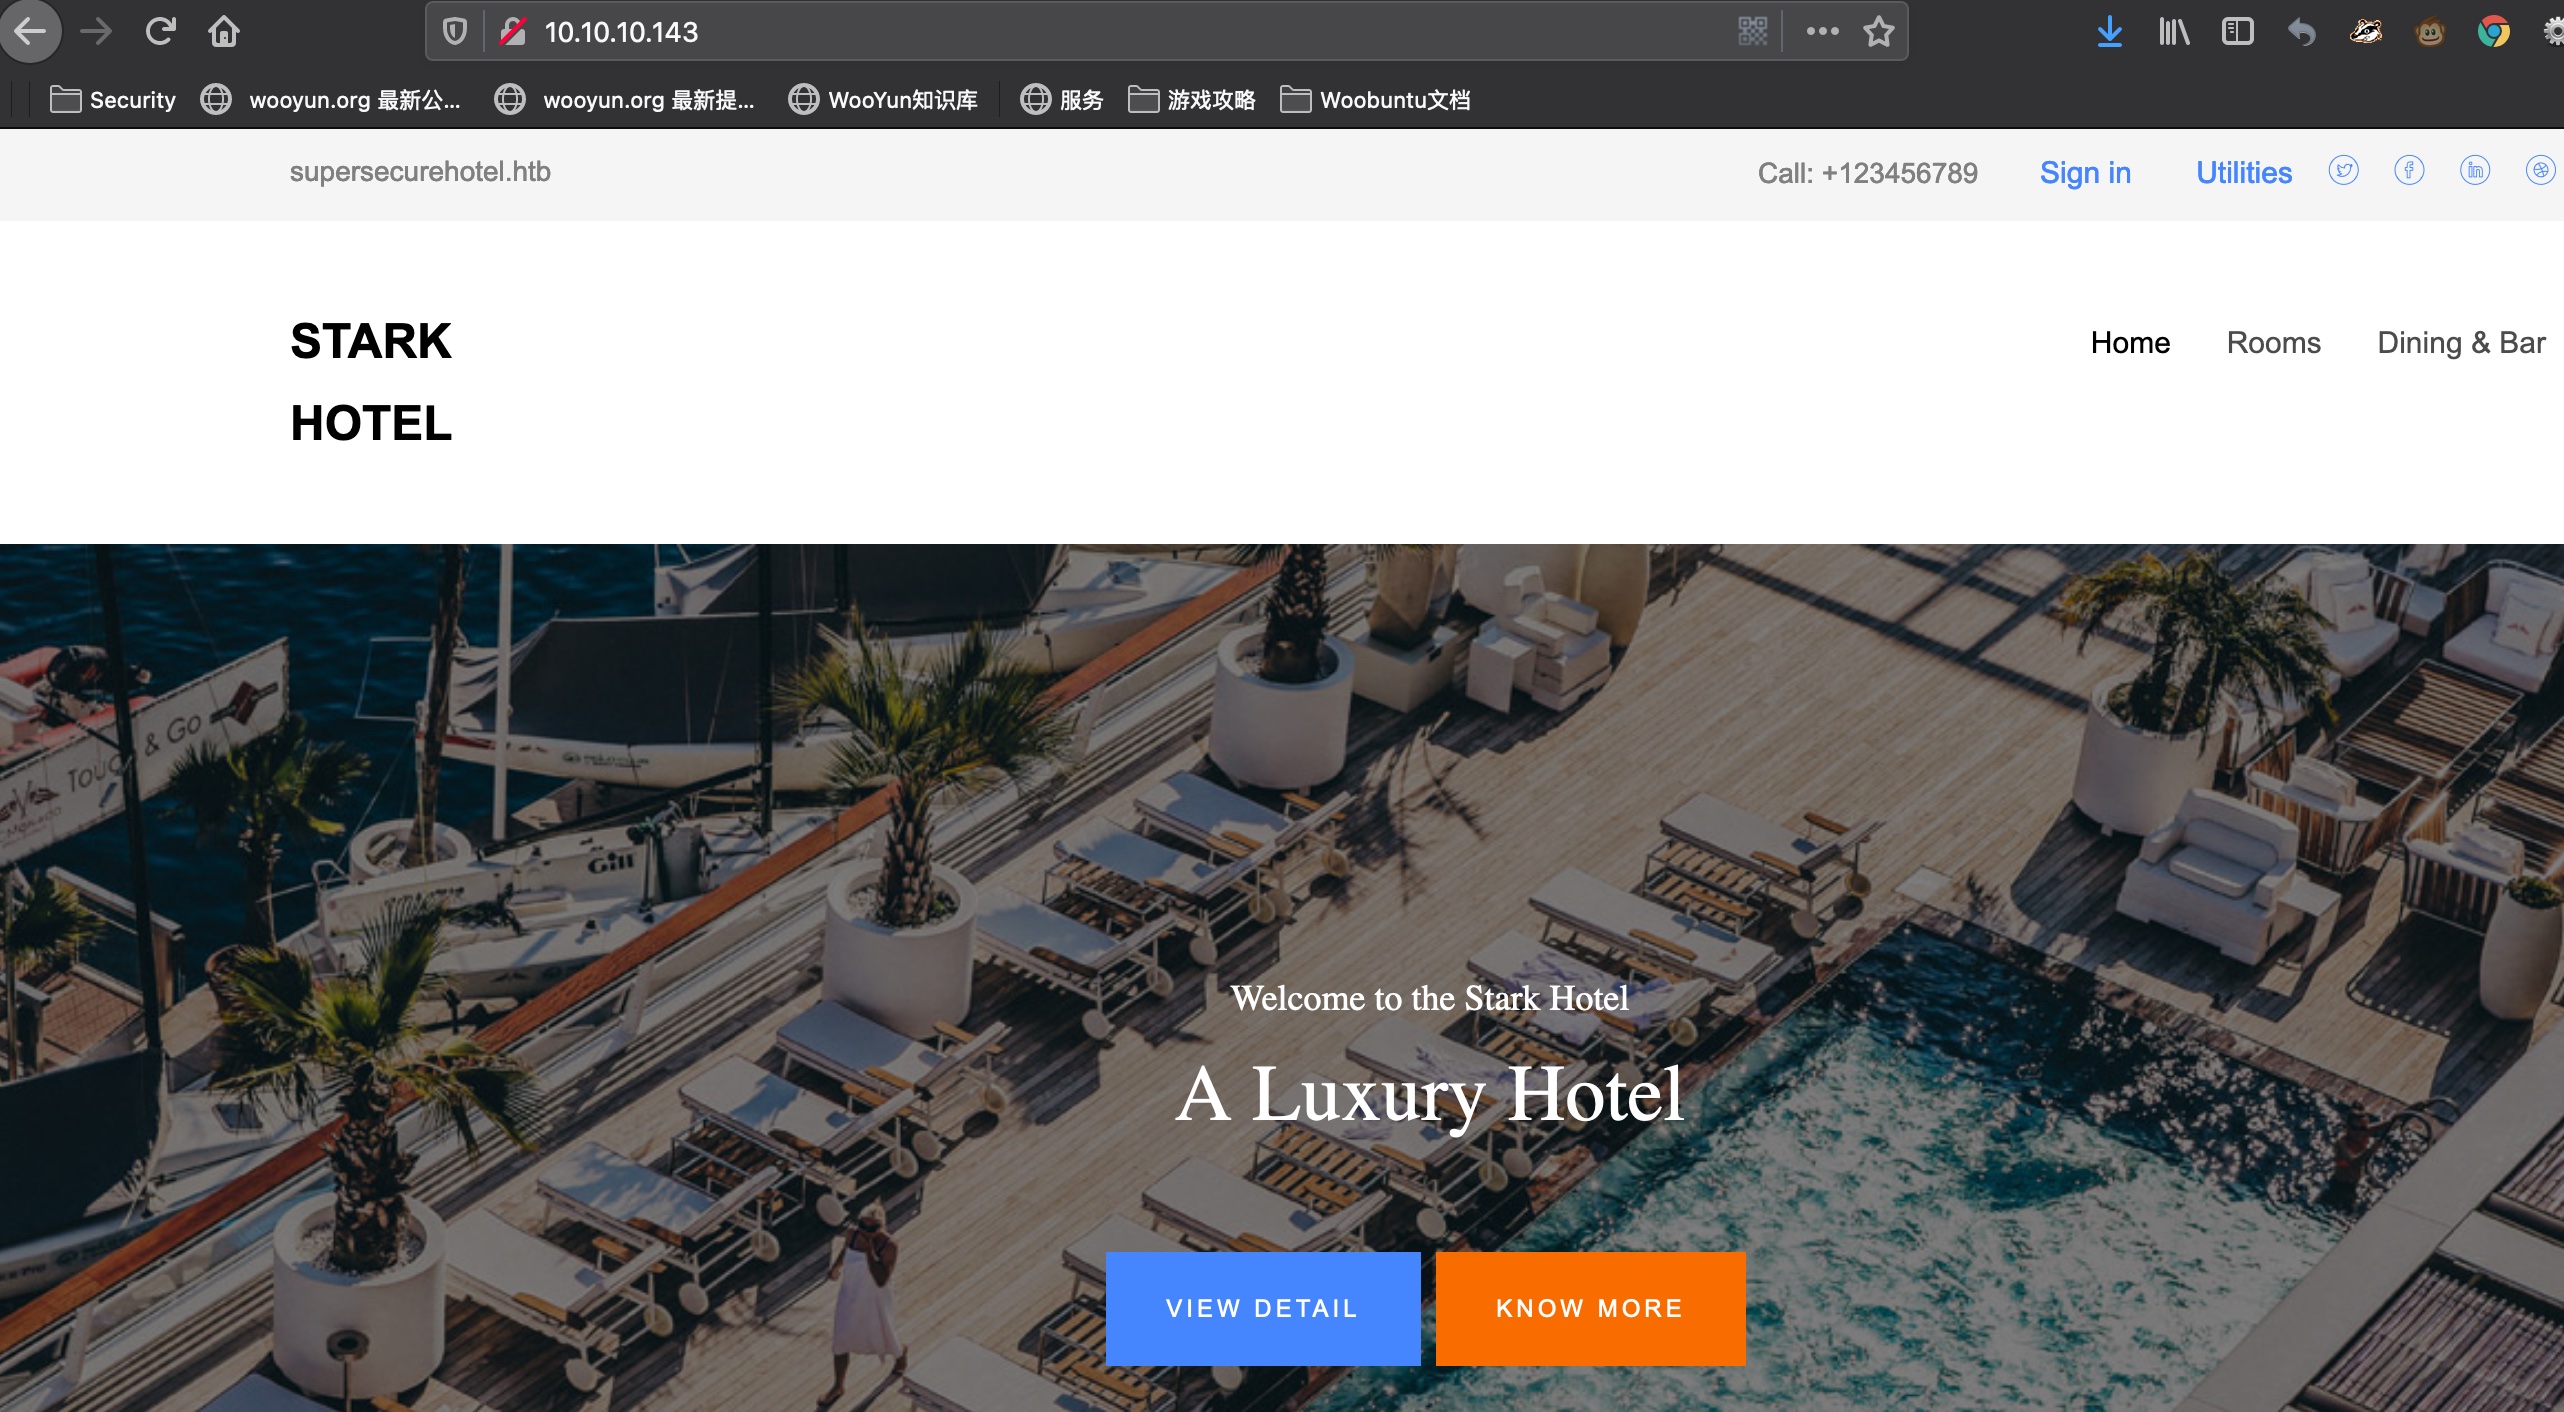 10.10.10.143
Security wooyun.org 最新公... wooyun.org 最新提... WooYun知识库 服务 游戏攻略 Woobuntu文档
supersecurehotel.htb Call: +123456789 Sign in Utilities
STARK
HOTEL
Home Rooms Dining & Bar
Touch & Go
Gill
Welcome to the Stark Hotel
A Luxury Hotel
VIEW DETAIL KNOW MORE